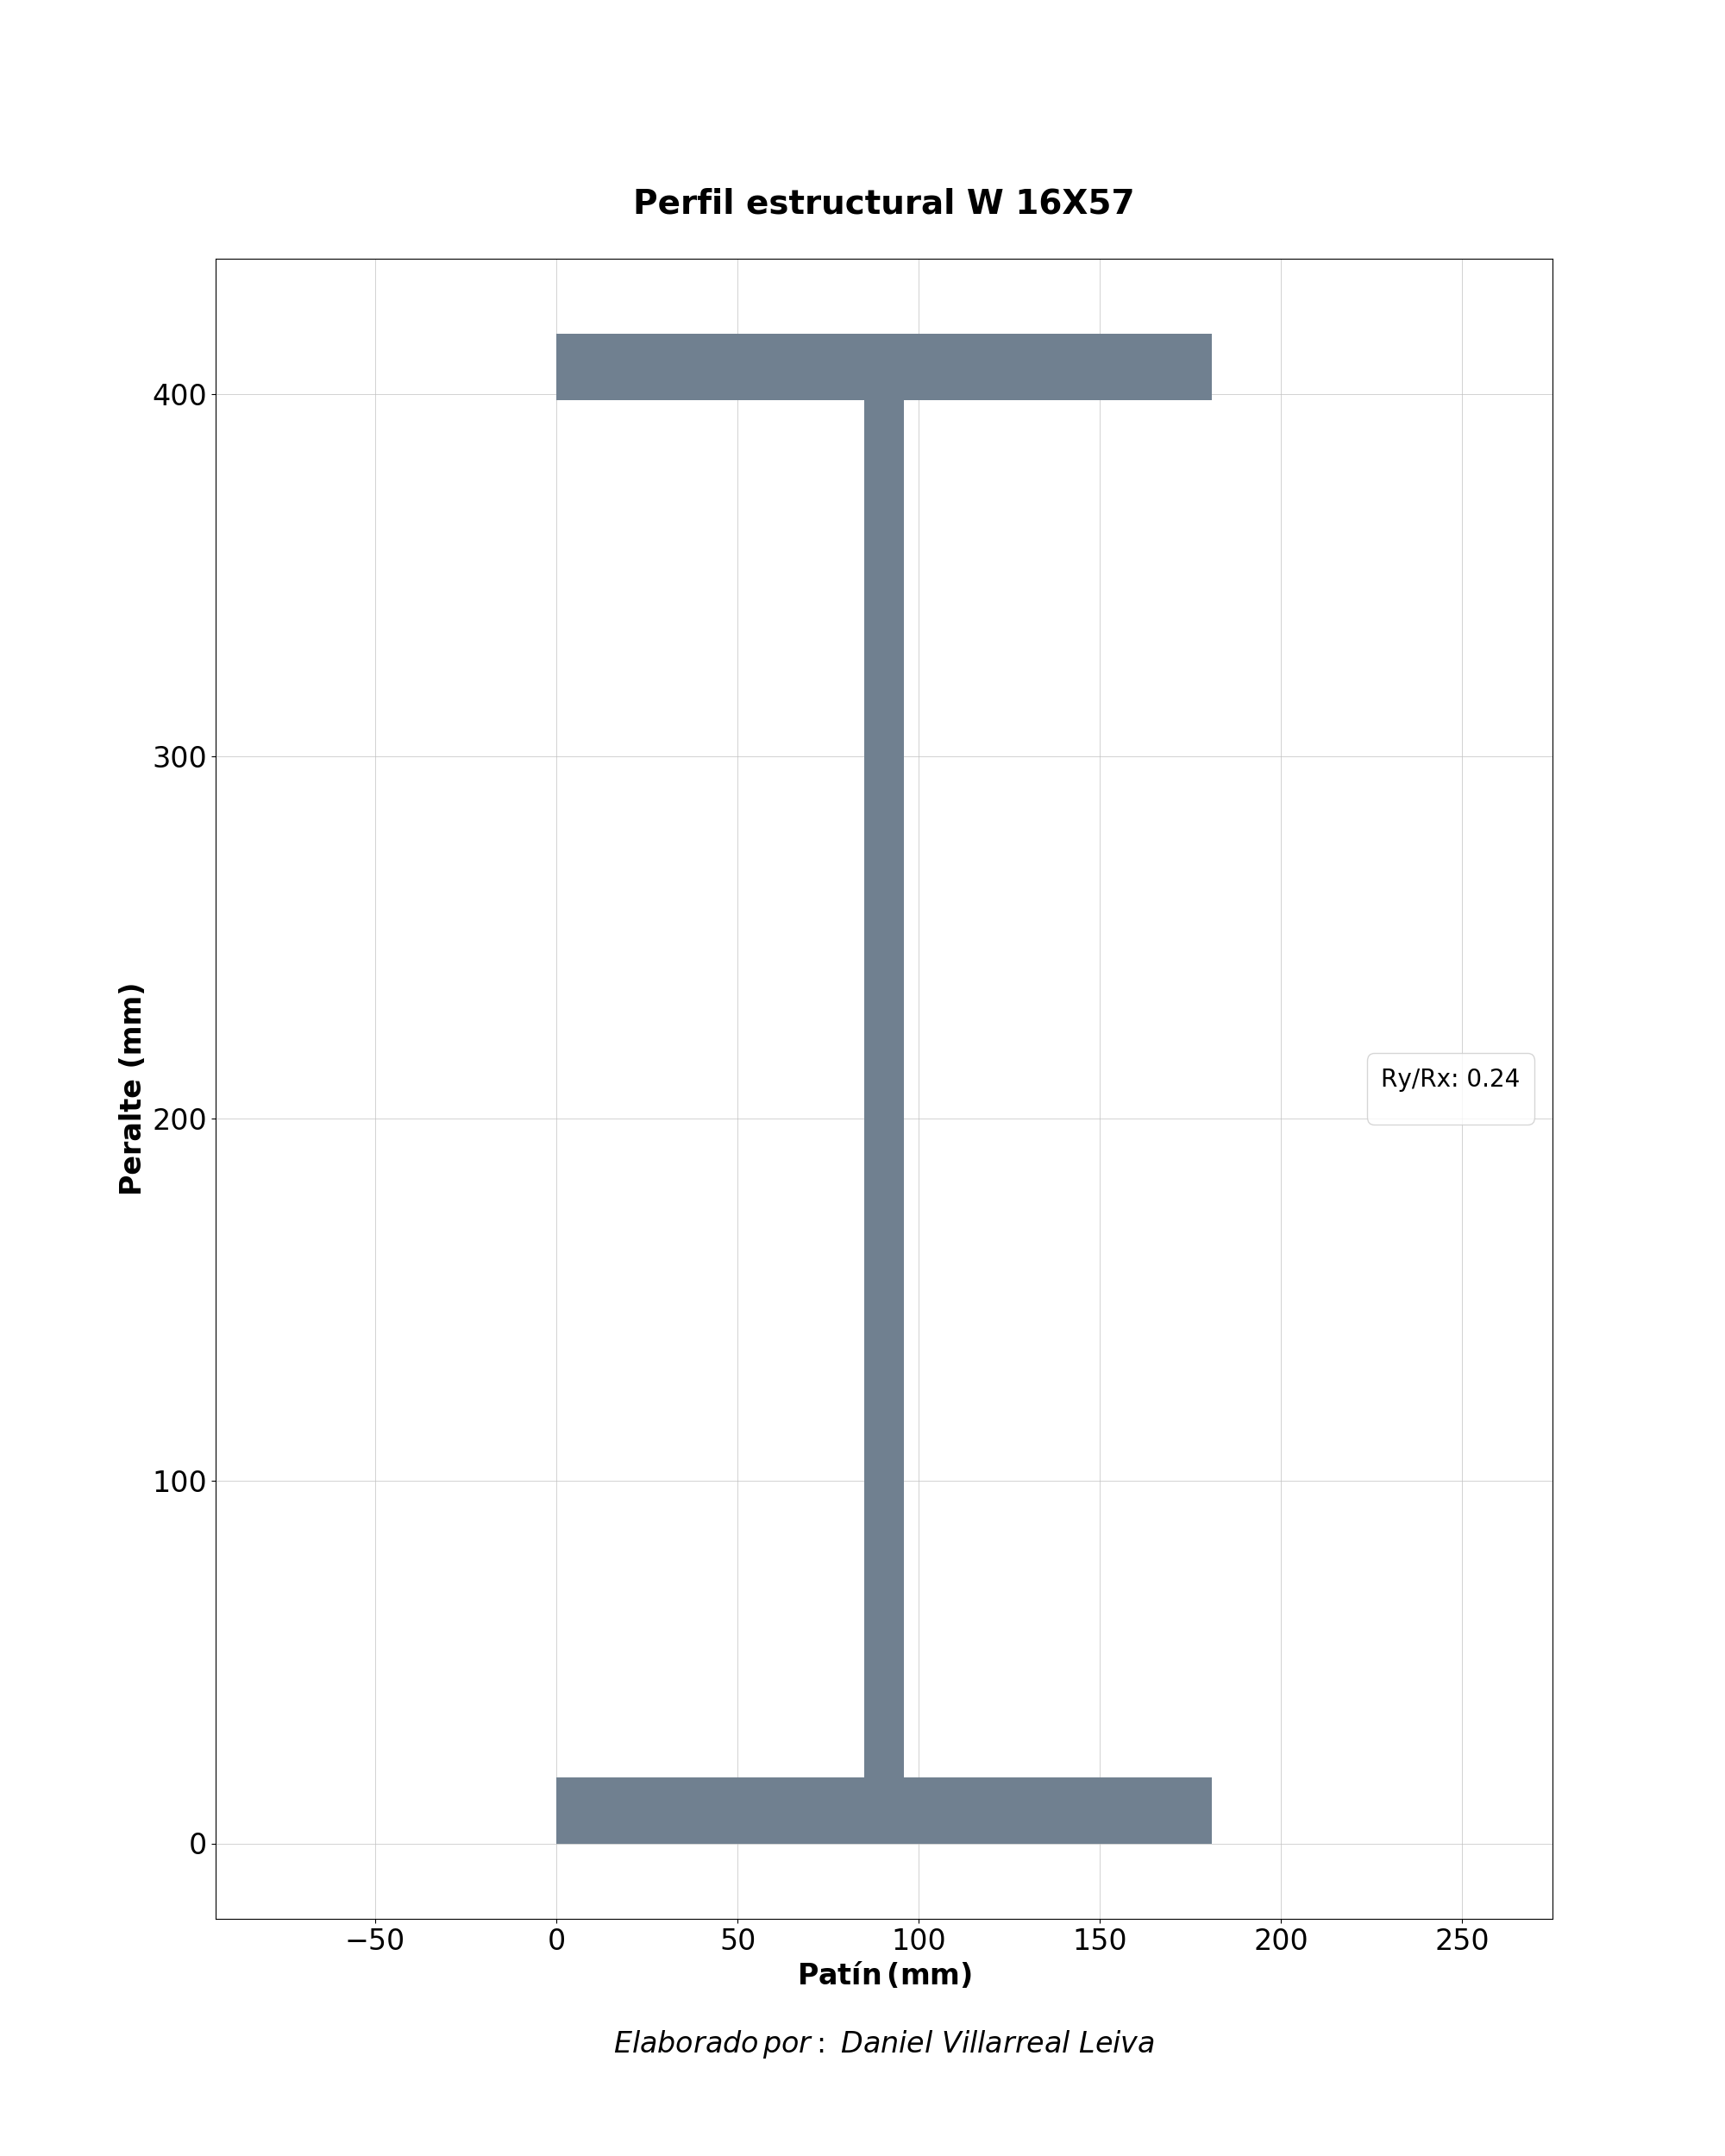 Perfil estructural W 16X57
400
300
200
100
0
Peralte (mm)
Ry/Rx: 0.24
−50 0 50 100 150 200 250
Patín (mm)
Elaborado por: Daniel Villarreal Leiva